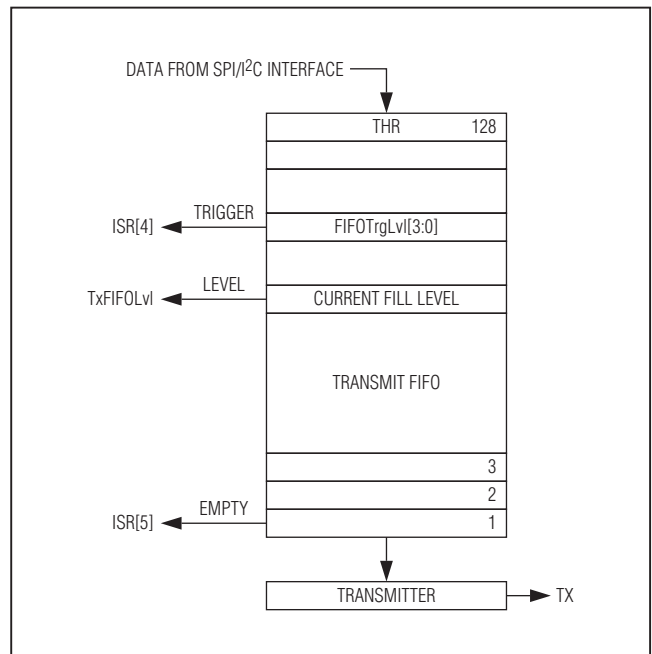 DATA FROM SPI/I2C INTERFACE
THR 128
TRIGGER
ISR[4]
FIFOTrgLvl[3:0]
LEVEL
TxFIFOLvl
CURRENT FILL LEVEL
TRANSMIT FIFO
3
2
EMPTY
ISR[5]
1
TRANSMITTER
TX